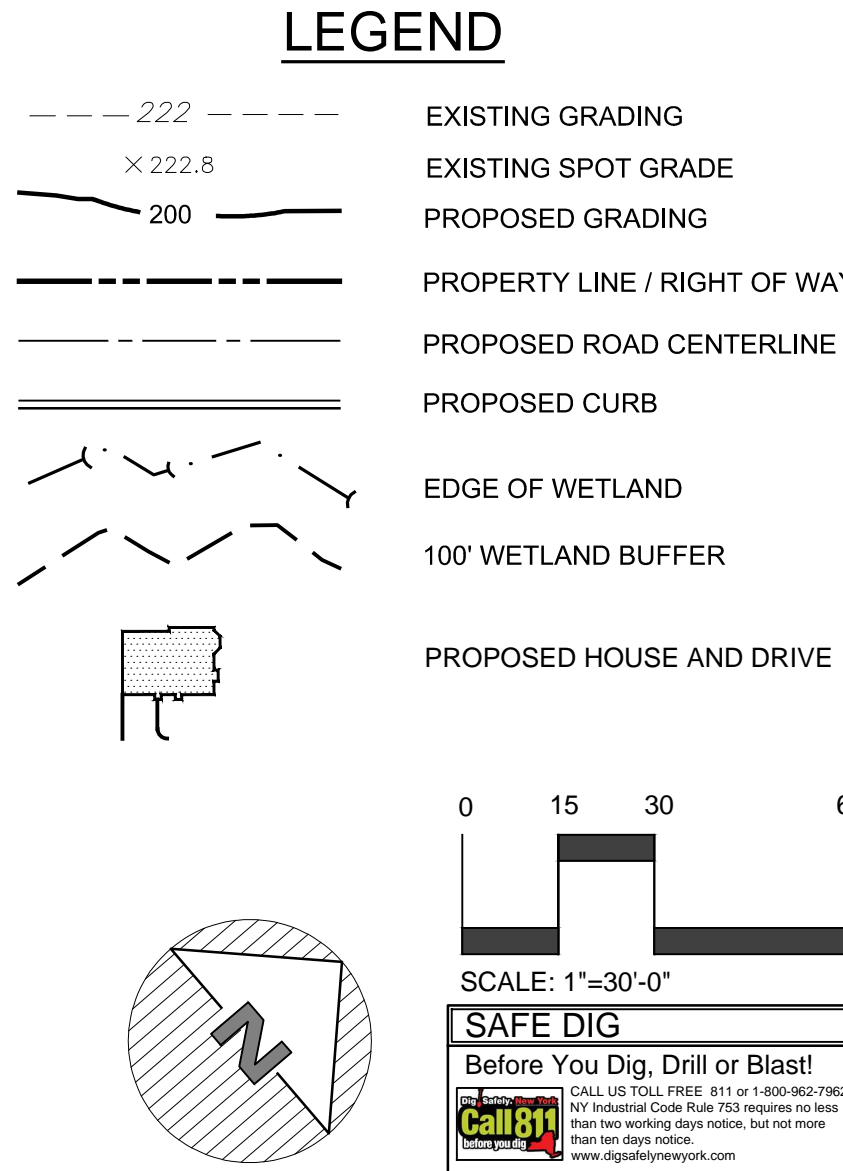 LEGEND
222
EXISTING GRADING
×222.8
EXISTING SPOT GRADE
200
PROPOSED GRADING
PROPERTY LINE / RIGHT OF WAY
PROPOSED ROAD CENTERLINE
PROPOSED CURB
EDGE OF WETLAND
100' WETLAND BUFFER
PROPOSED HOUSE AND DRIVE
0 15 30 6
SCALE: 1"=30'-0"
N
SAFE DIG
Before You Dig, Drill or Blast!
Dig Safely. New York
Call 811
before you dig
CALL US TOLL FREE 811 or 1-800-962-7962
NY Industrial Code Rule 753 requires no less
than two working days notice, but not more
than ten days notice.
www.digsafelynewyork.com